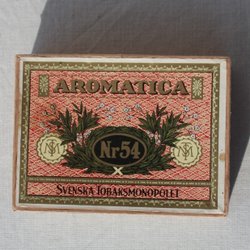 AROMATICA
Nr 54
SVENSKA TOBAKSMONOPOLET